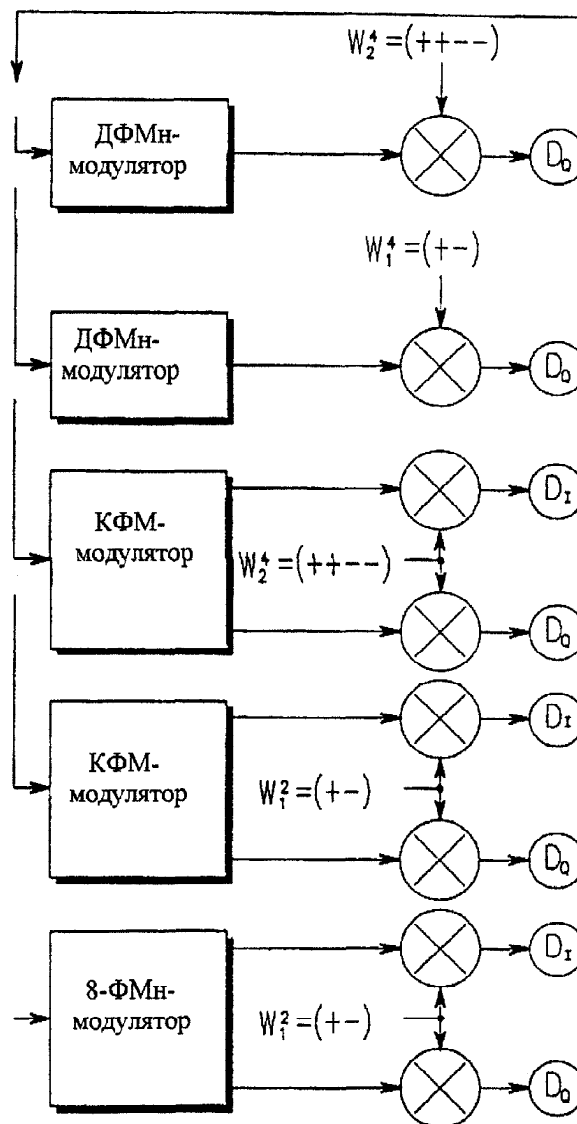 W₂⁴=(++--)
ДФМн-
модулятор
D_Q
W₁⁴=(+-)
ДФМн-
модулятор
D_Q
КФМ-
модулятор
D_I
W₂⁴=(++--)
D_Q
КФМ-
модулятор
D_I
W₁²=(+-)
D_Q
8-ФМн-
модулятор
D_I
W₁²=(+-)
D_Q